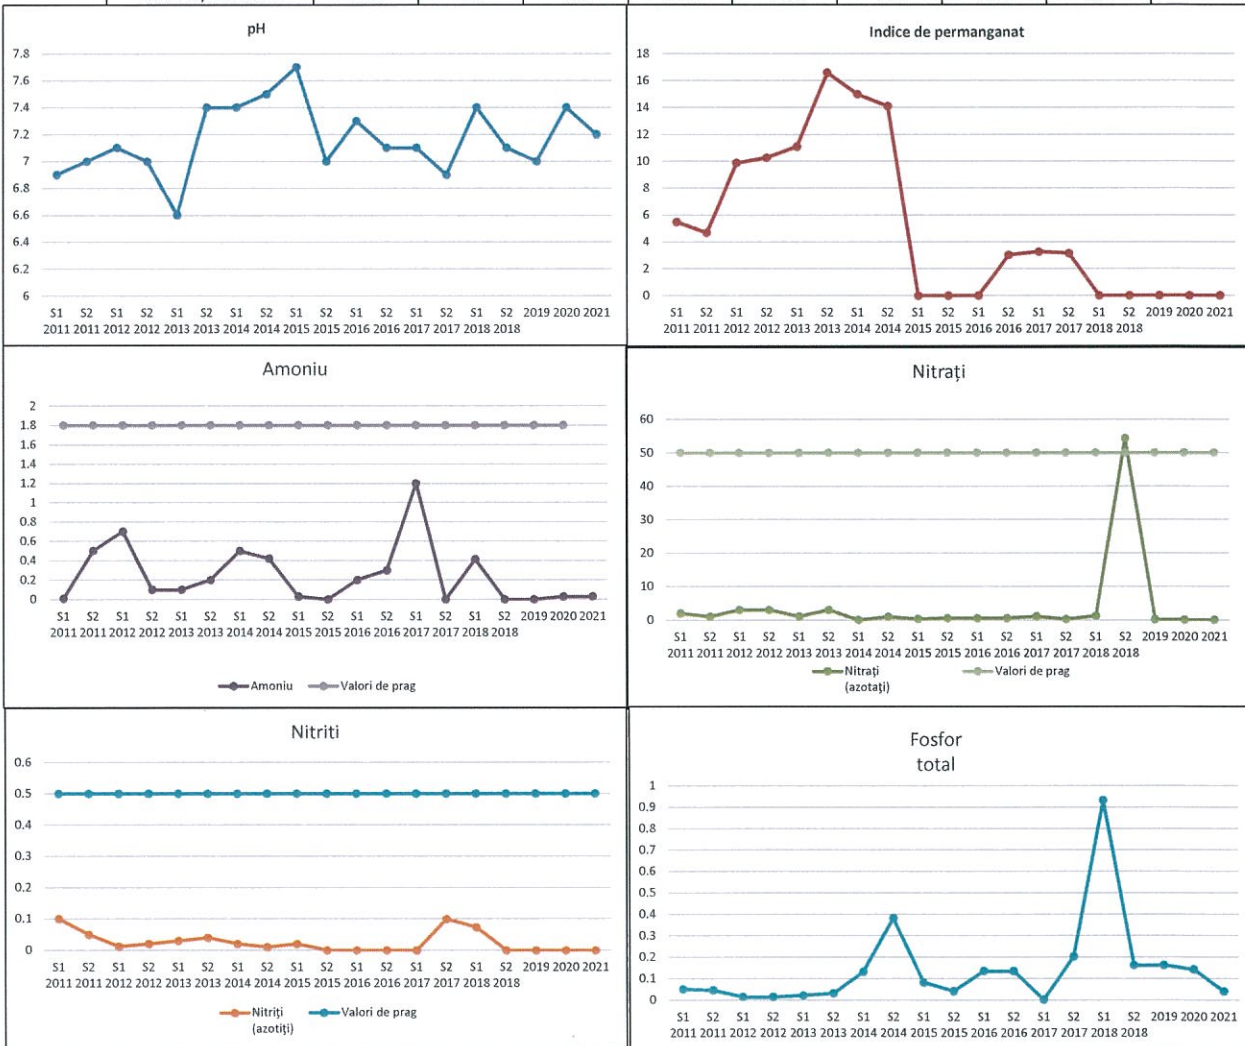 pH
7.8
7.6
7.4
7.2
7
6.8
6.6
6.4
6.2
6
S1 S2 S1 S2 S1 S2 S1 S2 S1 S2 S1 S2 S1 S2 S1 S2 2019 2020 2021
2011 2011 2012 2012 2013 2013 2014 2014 2015 2015 2016 2016 2017 2017 2018 2018
Indice de permanganat
18
16
14
12
10
8
6
4
2
0
S1 S2 S1 S2 S1 S2 S1 S2 S1 S2 S1 S2 S1 S2 S1 S2 2019 2020 2021
2011 2011 2012 2012 2013 2013 2014 2014 2015 2015 2016 2016 2017 2017 2018 2018
Amoniu
2
1.8
1.6
1.4
1.2
1
0.8
0.6
0.4
0.2
0
S1 S2 S1 S2 S1 S2 S1 S2 S1 S2 S1 S2 S1 S2 S1 S2 2019 2020 2021
2011 2011 2012 2012 2013 2013 2014 2014 2015 2015 2016 2016 2017 2017 2018 2018
Amoniu Valori de prag
Nitrați
60
50
40
30
20
10
0
S1 S2 S1 S2 S1 S2 S1 S2 S1 S2 S1 S2 S1 S2 S1 S2 2019 2020 2021
2011 2011 2012 2012 2013 2013 2014 2014 2015 2015 2016 2016 2017 2017 2018 2018
Nitrați Valori de prag
(azotați)
Nitriti
0.6
0.5
0.4
0.3
0.2
0.1
0
S1 S2 S1 S2 S1 S2 S1 S2 S1 S2 S1 S2 S1 S2 S1 S2 2019 2020 2021
2011 2011 2012 2012 2013 2013 2014 2014 2015 2015 2016 2016 2017 2017 2018 2018
Nitriți Valori de prag
(azotiți)
Fosfor
total
1
0.9
0.8
0.7
0.6
0.5
0.4
0.3
0.2
0.1
0
S1 S2 S1 S2 S1 S2 S1 S2 S1 S2 S1 S2 S1 S2 S1 S2 2019 2020 2021
2011 2011 2012 2012 2013 2013 2014 2014 2015 2015 2016 2016 2017 2017 2018 2018